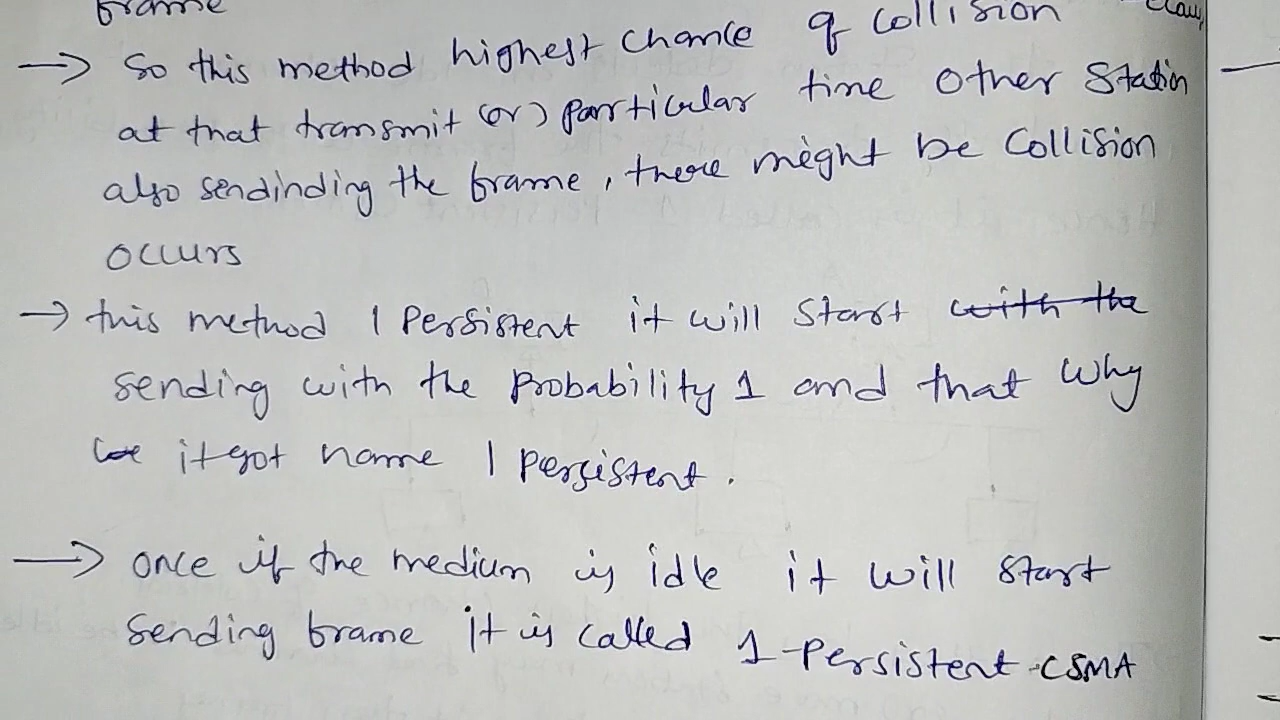 frame
→ So this method highest chance of collision
at that transmit (or) particular time other Station
also sendinding the frame, there might be Collision
occurs
→ this method 1 Persistent it will start with the
sending with the Probability 1 and that why
we it got name 1 persistent.
→ once if the medium is idle it will start
Sending frame it is called 1-Persistent-CSMA